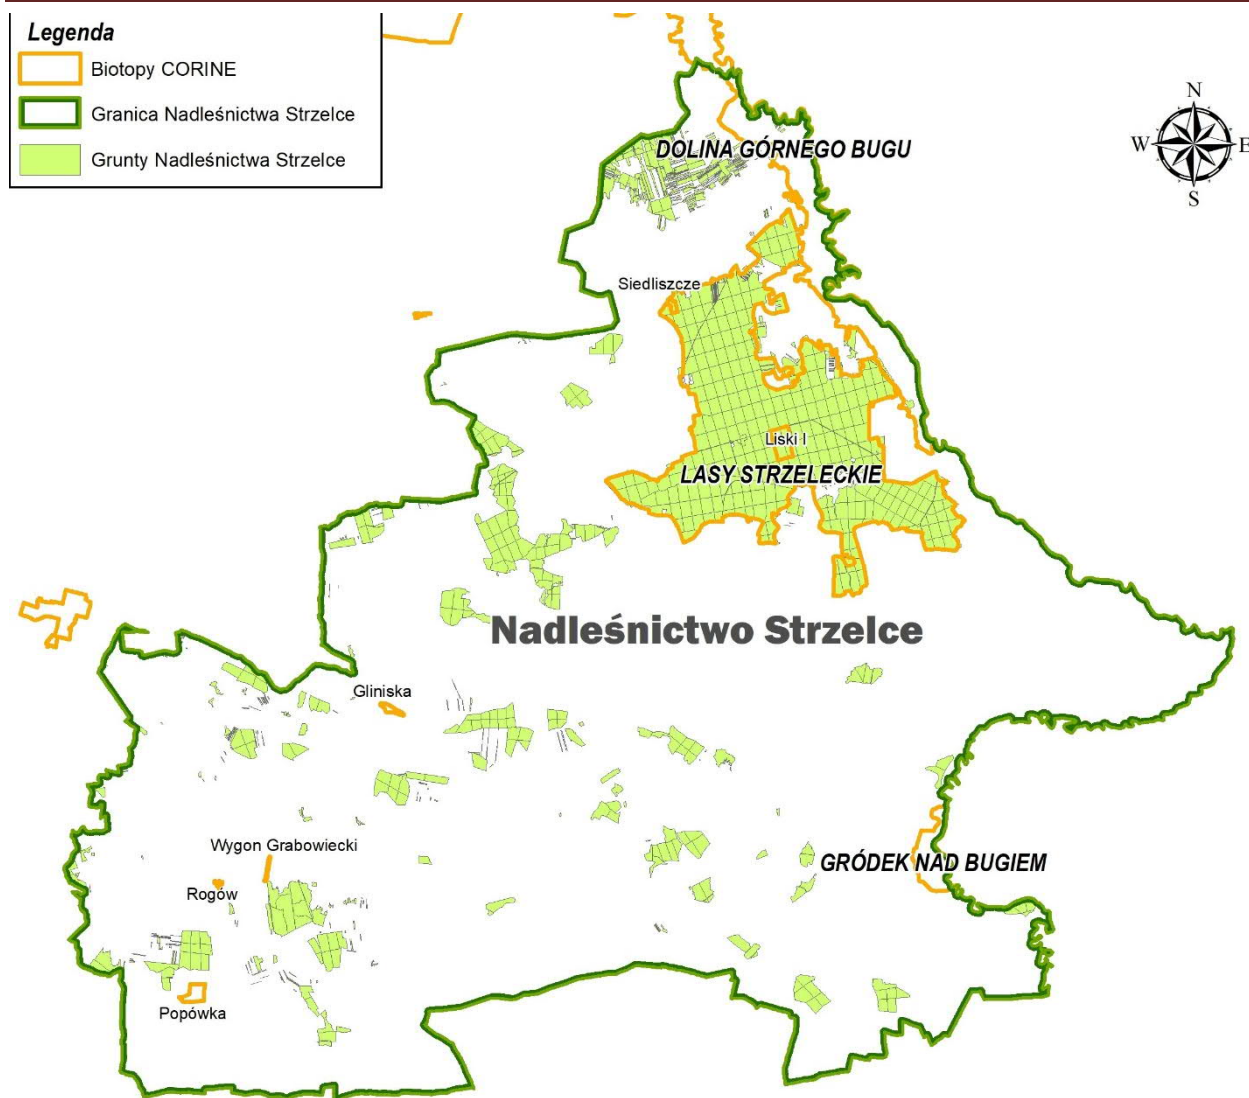 Legenda
Biotopy CORINE
Granica Nadleśnictwa Strzelce
Grunty Nadleśnictwa Strzelce
N
W
E
S
DOLINA GÓRNEGO BUGU
Siedliszcze
Liski I
LASY STRZELECKIE
Nadleśnictwo Strzelce
Gliniska
Wygon Grabowiecki
Rogów
GRÓDEK NAD BUGIEM
Popówka